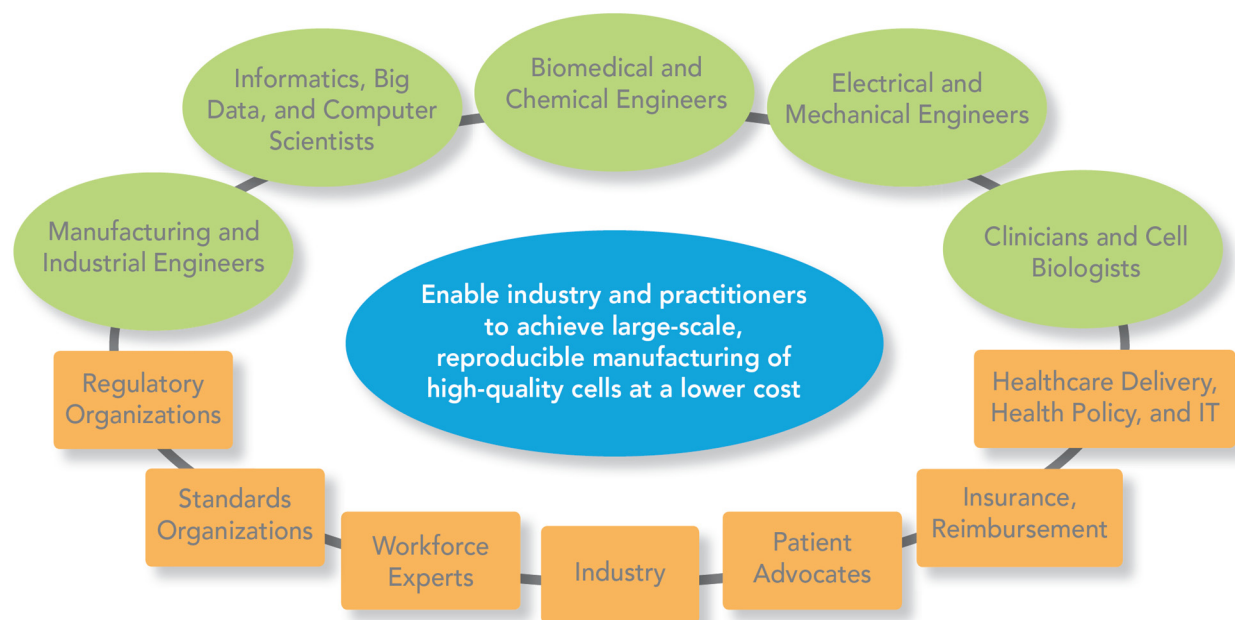 Informatics, Big
Data, and Computer
Scientists
Biomedical and
Chemical Engineers
Electrical and
Mechanical Engineers
Manufacturing and
Industrial Engineers
Clinicians and Cell
Biologists
Enable industry and practitioners
to achieve large-scale,
reproducible manufacturing of
high-quality cells at a lower cost
Regulatory
Organizations
Healthcare Delivery,
Health Policy, and IT
Standards
Organizations
Insurance,
Reimbursement
Workforce
Experts
Industry
Patient
Advocates